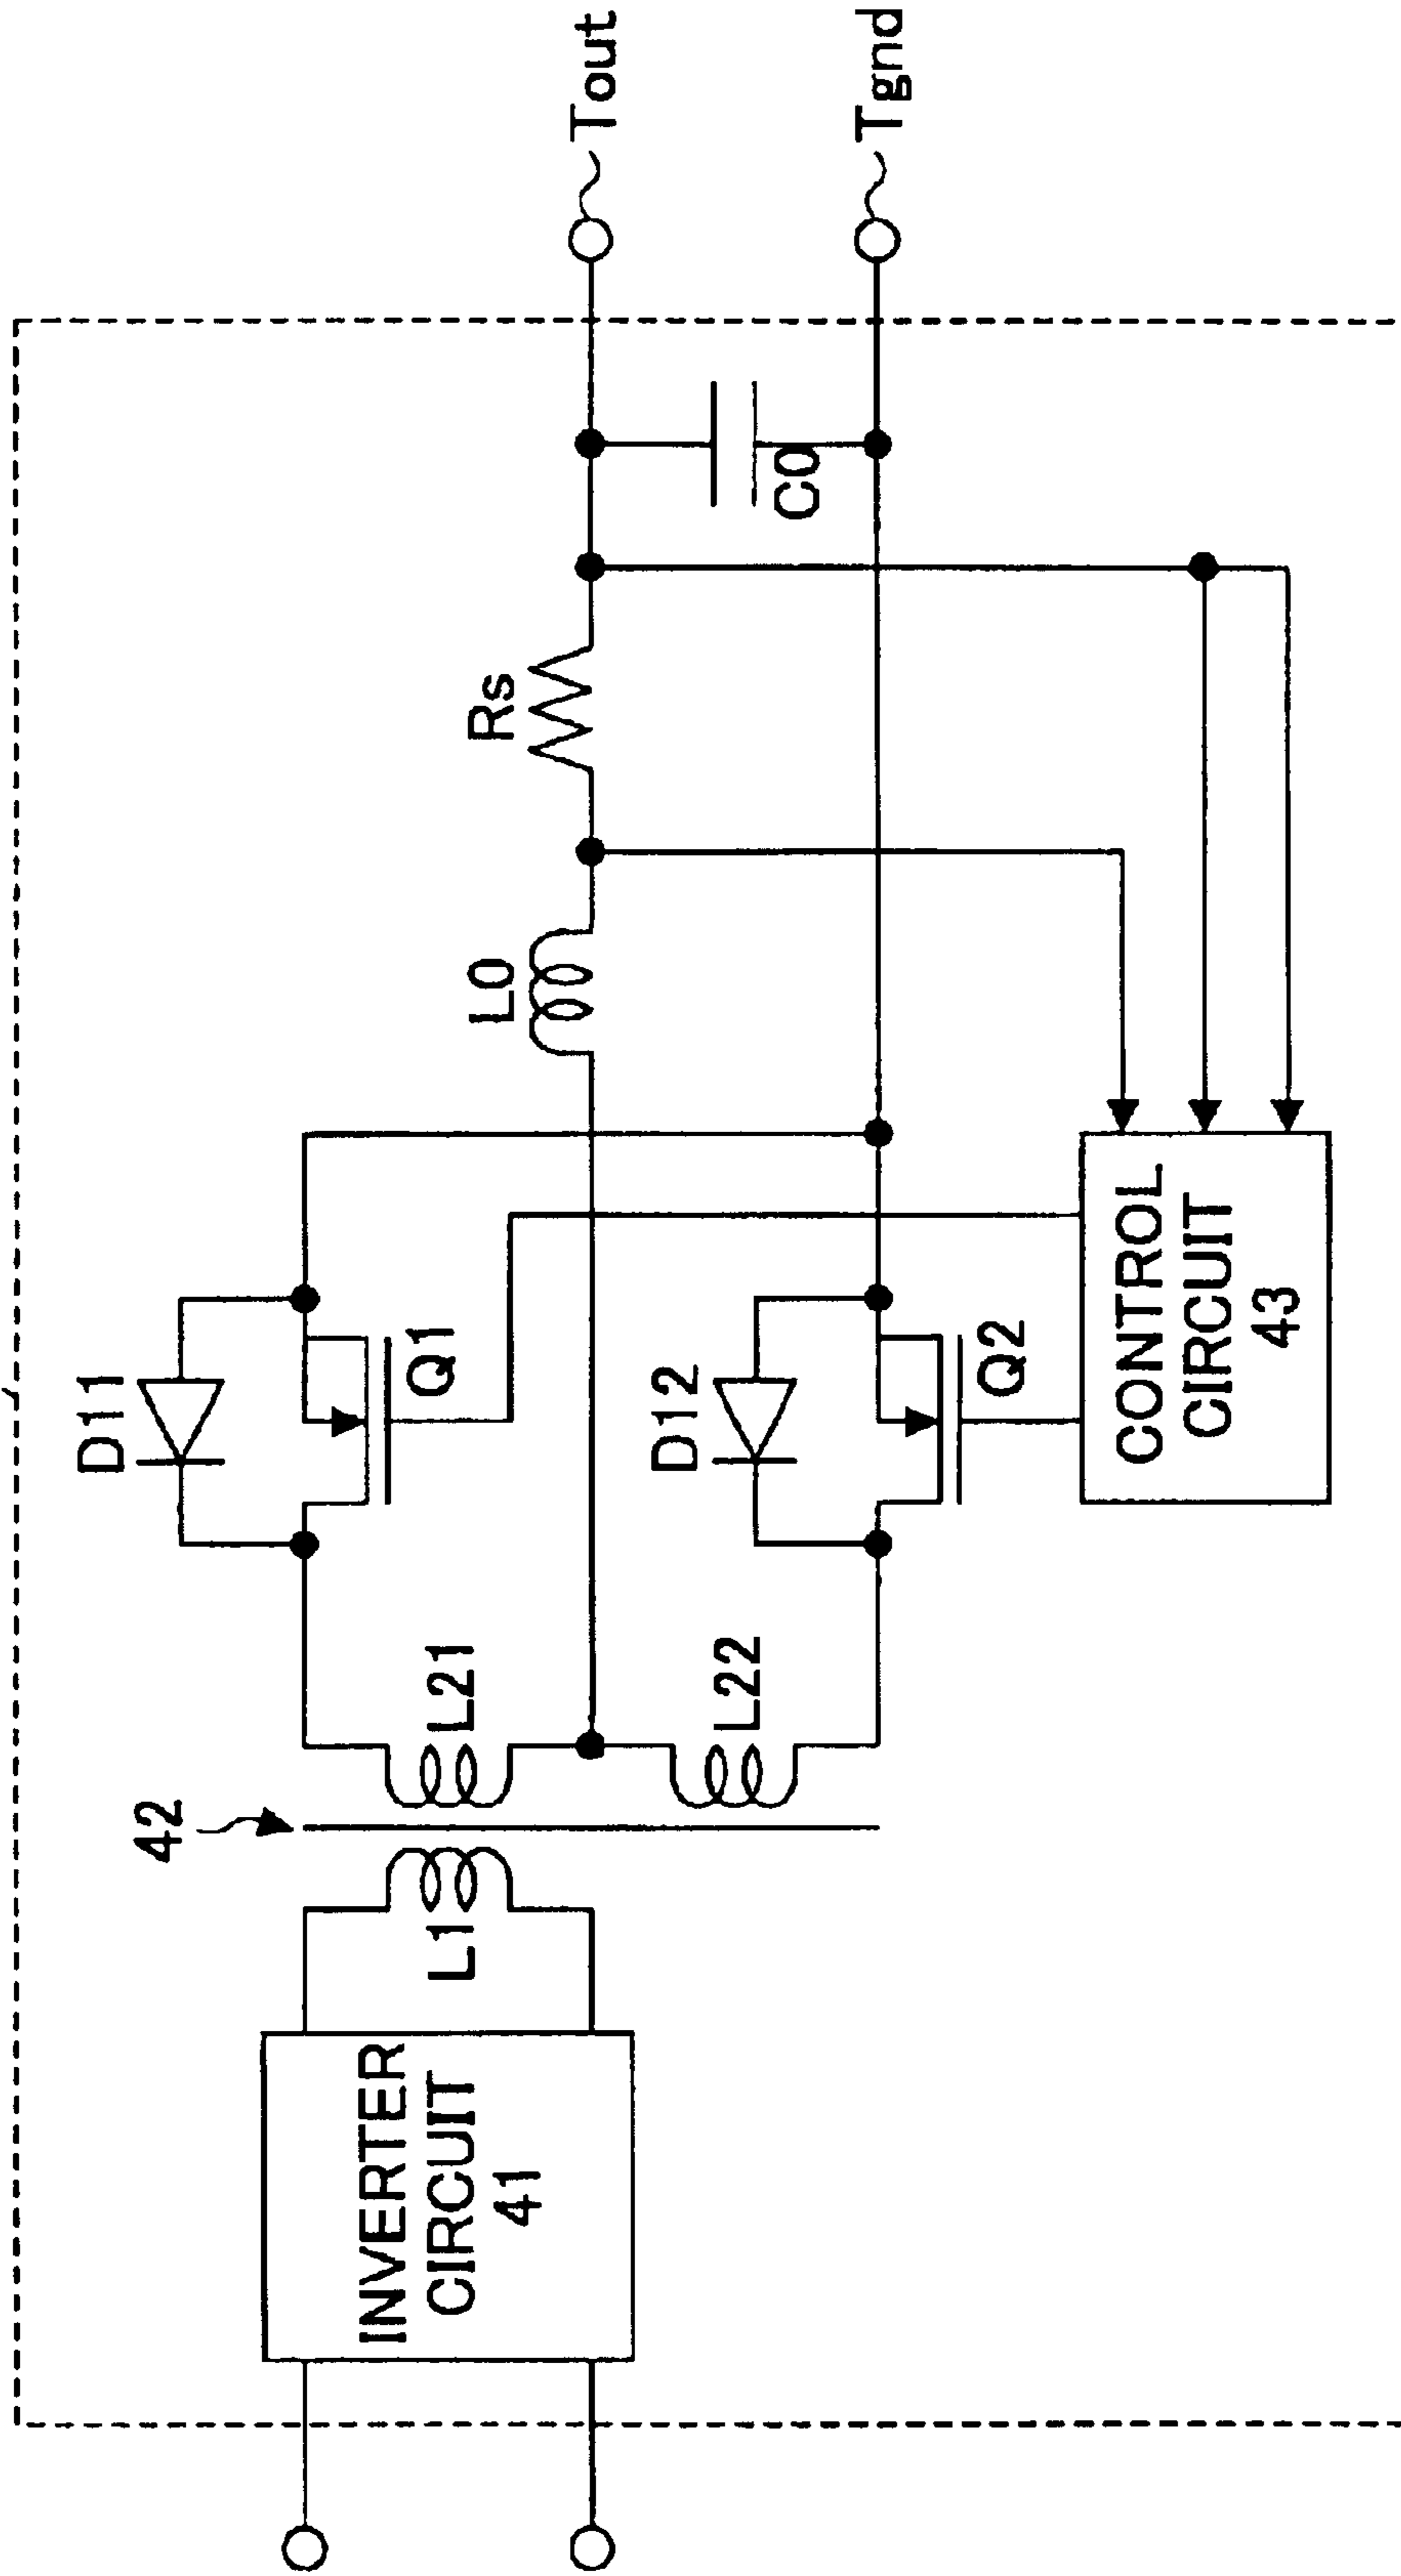 42
D11
Q1
L21
L1
INVERTER
CIRCUIT
41
L0
Rs
Tout
L22
D12
Q2
C0
Tgnd
CONTROL
CIRCUIT
43